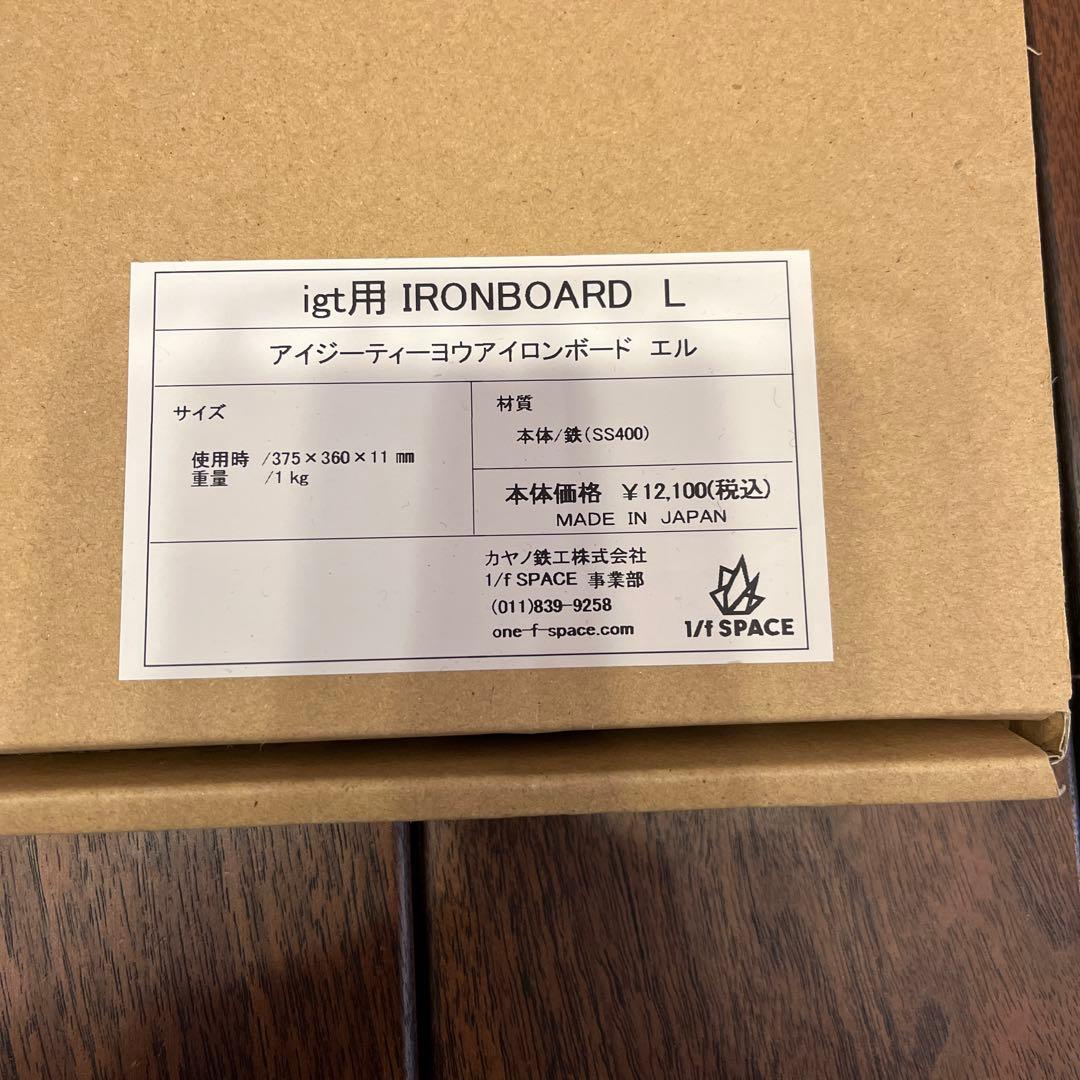 igt用 IRONBOARD L
アイジーティーヨウアイロンボード エル
サイズ
使用時 /375×360×11 ㎜
重量 /1 kg
材質
本体/鉄(SS400)
本体価格 ¥12,100(税込)
MADE IN JAPAN
カヤノ鉄工株式会社
1/f SPACE 事業部
(011)839-9258
one-f-space.com
1/f SPACE